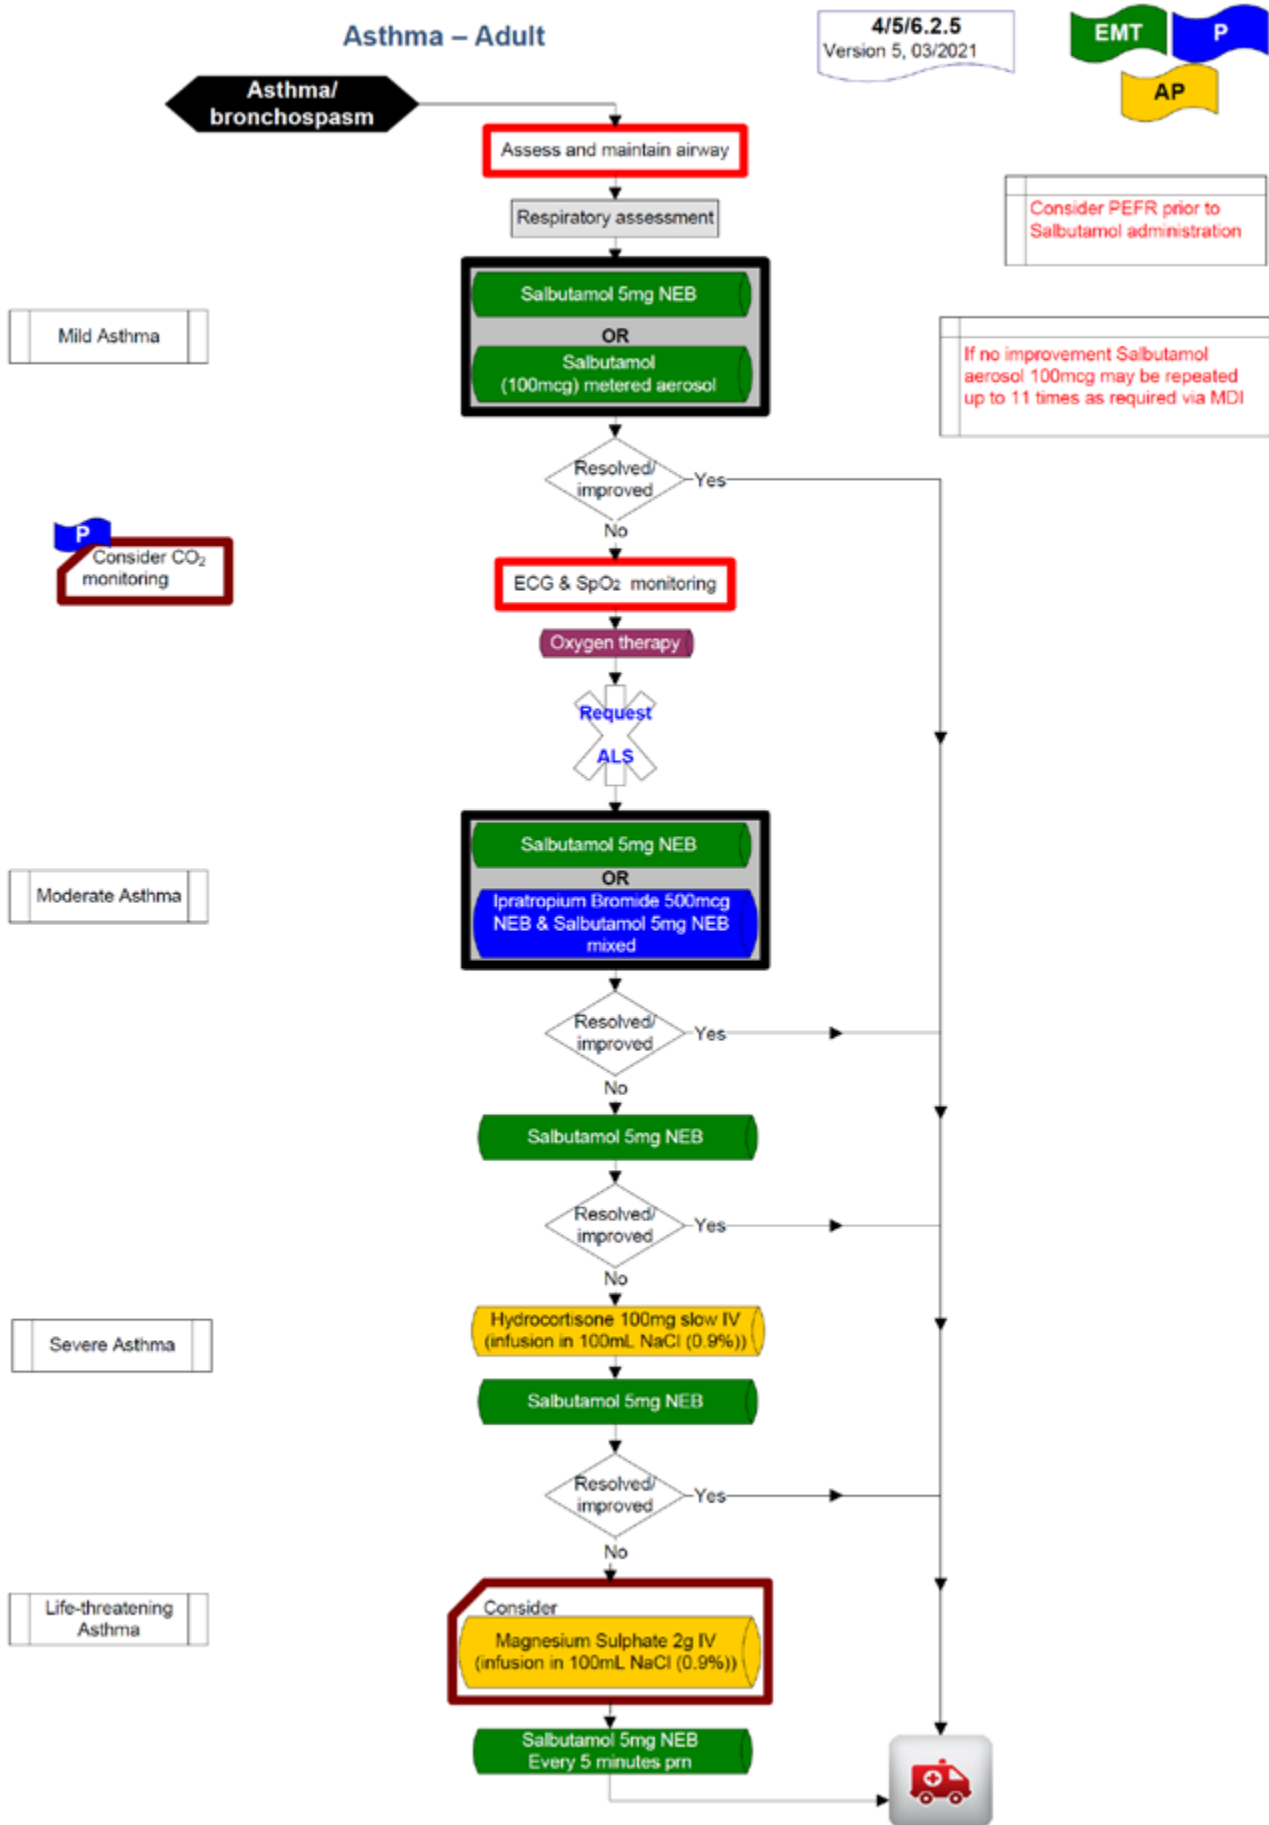 Asthma – Adult
4/5/6.2.5
Version 5, 03/2021
EMT
P
AP
Asthma/
bronchospasm
Assess and maintain airway
Respiratory assessment
Consider PEFR prior to
Salbutamol administration
Mild Asthma
Salbutamol 5mg NEB
OR
Salbutamol
(100mcg) metered aerosol
If no improvement Salbutamol
aerosol 100mcg may be repeated
up to 11 times as required via MDI
Resolved/
improved
Yes
No
P
Consider CO₂
monitoring
ECG & SpO₂ monitoring
Oxygen therapy
Request
ALS
Moderate Asthma
Salbutamol 5mg NEB
OR
Ipratropium Bromide 500mcg
NEB & Salbutamol 5mg NEB
mixed
Resolved/
improved
Yes
No
Salbutamol 5mg NEB
Resolved/
improved
Yes
No
Severe Asthma
Hydrocortisone 100mg slow IV
(infusion in 100mL NaCl (0.9%))
Salbutamol 5mg NEB
Resolved/
improved
Yes
No
Life-threatening
Asthma
Consider
Magnesium Sulphate 2g IV
(infusion in 100mL NaCl (0.9%))
Salbutamol 5mg NEB
Every 5 minutes prn